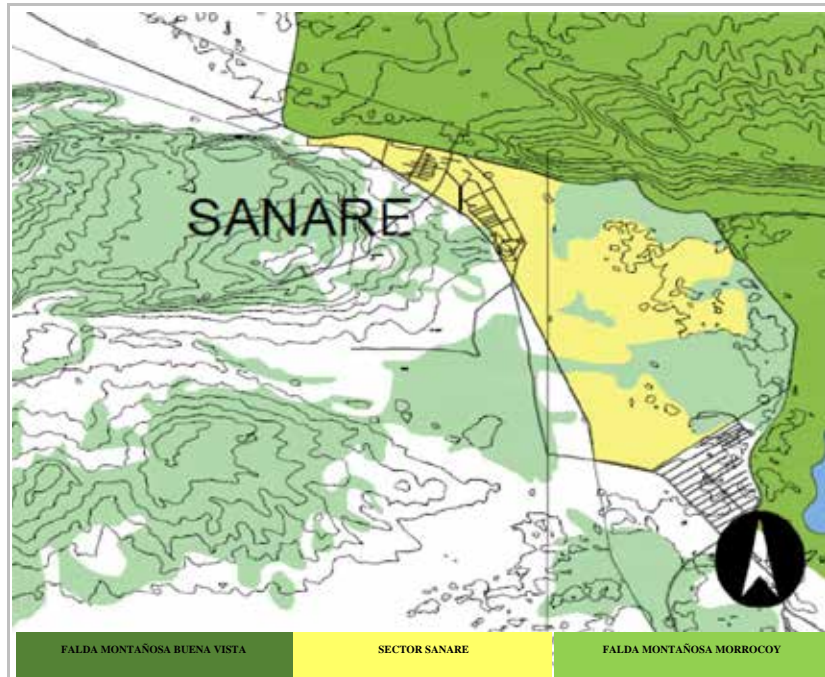 SANARE
FALDA MONTAÑOSA BUENA VISTA
SECTOR SANARE
FALDA MONTAÑOSA MORROCOY